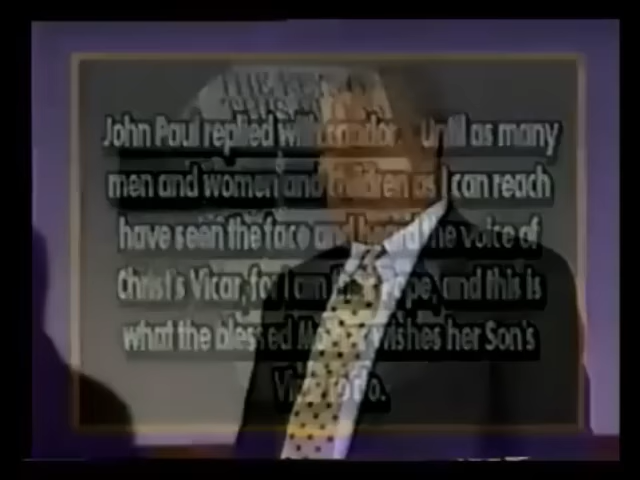 John Paul replied with candor. Until as many
men and women and children as I can reach
have seen the face and heard the voice of
Christ's Vicar, for I am their Pope, and this is
what the blessed Mother wishes her Son's
Vicar to do.